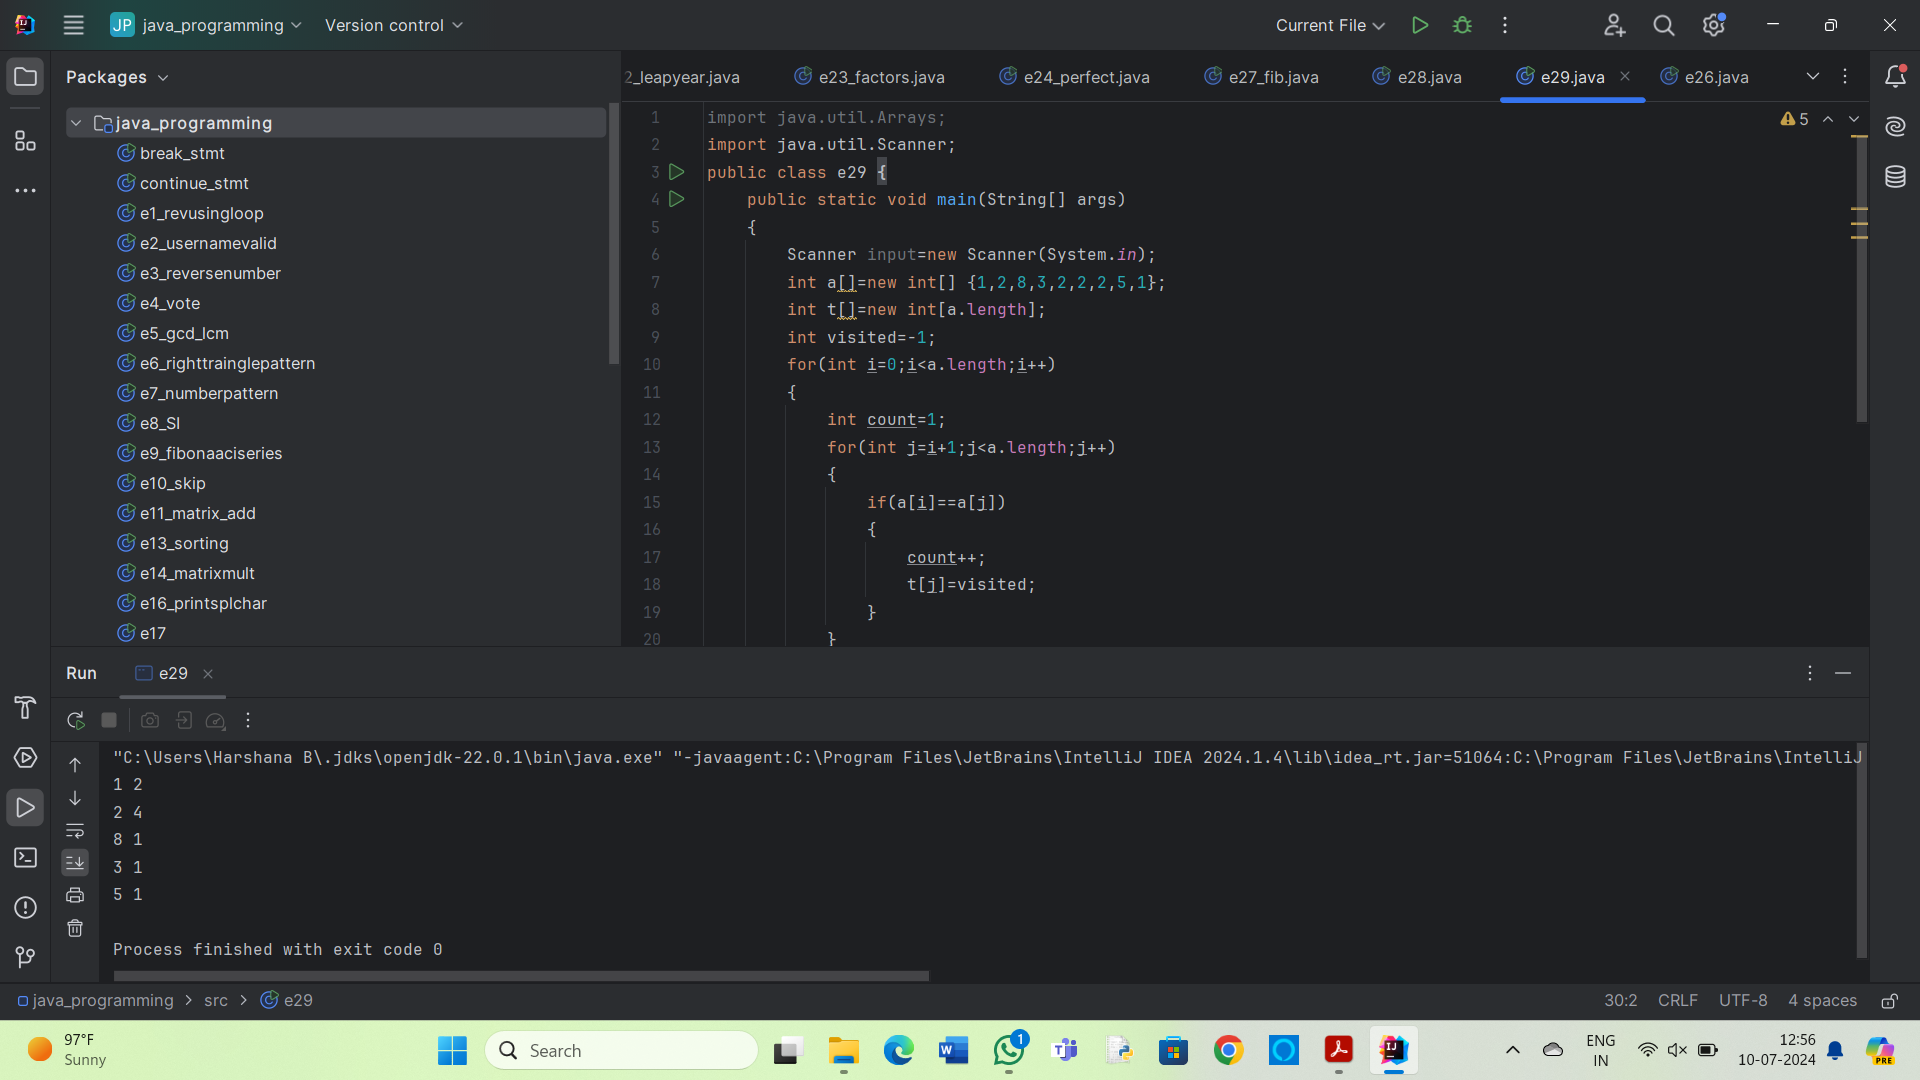 JP java_programming Version control Current File
Packages
2_leapyear.java e23_factors.java e24_perfect.java e27_fib.java e28.java e29.java e26.java
java_programming
break_stmt
continue_stmt
e1_revusingloop
e2_usernamevalid
e3_reversenumber
e4_vote
e5_gcd_lcm
e6_righttrainglepattern
e7_numberpattern
e8_SI
e9_fibonaaciseries
e10_skip
e11_matrix_add
e13_sorting
e14_matrixmult
e16_printsplchar
e17
5
1 import java.util.Arrays;
2 import java.util.Scanner;
3 public class e29 {
4 public static void main(String[] args)
5 {
6 Scanner input=new Scanner(System.in);
7 int a[]=new int[] {1,2,8,3,2,2,2,5,1};
8 int t[]=new int[a.length];
9 int visited=-1;
10 for(int i=0;i<a.length;i++)
11 {
12 int count=1;
13 for(int j=i+1;j<a.length;j++)
14 {
15 if(a[i]==a[j])
16 {
17 count++;
18 t[j]=visited;
19 }
20 }
Run e29
"C:\Users\Harshana B\.jdks\openjdk-22.0.1\bin\java.exe" "-javaagent:C:\Program Files\JetBrains\IntelliJ IDEA 2024.1.4\lib\idea_rt.jar=51064:C:\Program Files\JetBrains\IntelliJ
1 2
2 4
8 1
3 1
5 1
Process finished with exit code 0
java_programming > src > e29 30:2 CRLF UTF-8 4 spaces
97°F
Sunny
Search
1
ENG
IN
12:56
10-07-2024
PRE